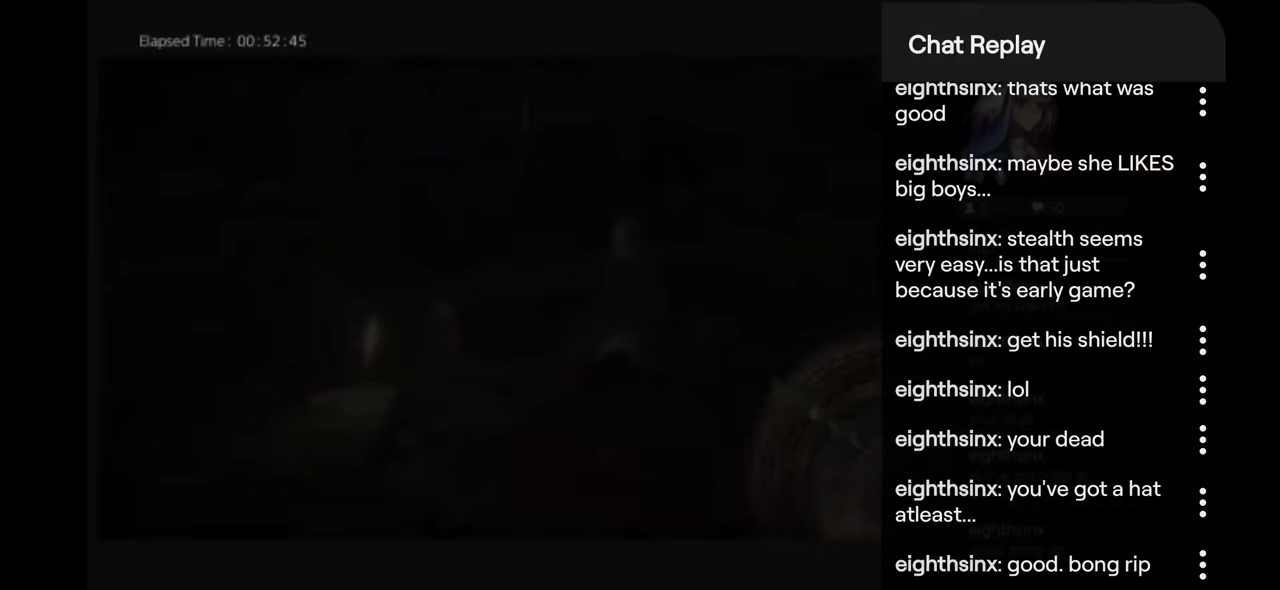 Elapsed Time: 00:52:45
Chat Replay
eighthsinx: thats what was
good
eighthsinx: maybe she LIKES
big boys...
eighthsinx: stealth seems
very easy...is that just
because it's early game?
eighthsinx: get his shield!!!
eighthsinx: lol
eighthsinx: your dead
eighthsinx: you've got a hat
atleast...
eighthsinx: good. bong rip